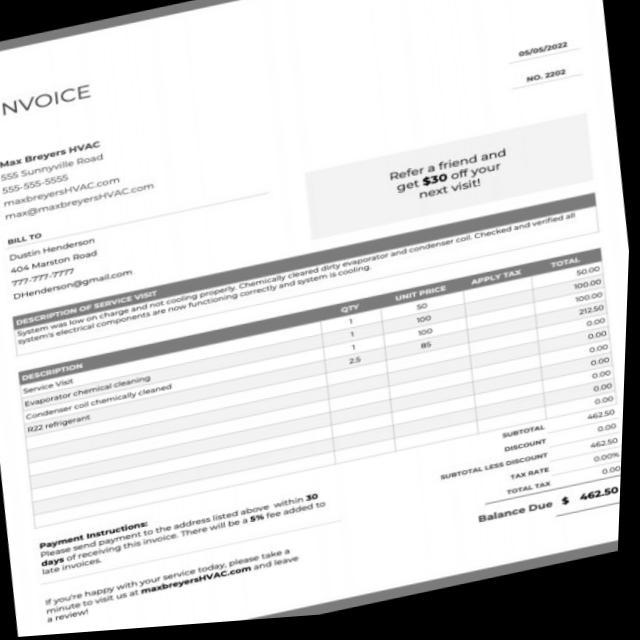 NVOICE
05/05/2022
NO. 2202
Max Breyers HVAC
555 Sunnyville Road
555-555-5555
maxbreyersHVAC.com
max@maxbreyersHVAC.com
Refer a friend and
get $30 off your
next visit!
BILL TO
Dustin Henderson
404 Marston Road
777-777-7777
DHenderson@gmail.com
DESCRIPTION OF SERVICE VISIT
System was low on charge and not cooling properly. Chemically cleared dirty evaporator and condenser coil. Checked and verified all
system's electrical components are now functioning correctly and system is cooling.
DESCRIPTION QTY UNIT PRICE APPLY TAX TOTAL
Service Visit 1 50 50.00
Evaporator chemical cleaning 1 100 100.00
Condenser coil chemically cleaned 1 100 100.00
R22 refrigerant 2.5 85 212.50
0.00
0.00
0.00
0.00
0.00
0.00
0.00
SUBTOTAL 462.50
DISCOUNT 0.00
SUBTOTAL LESS DISCOUNT 462.50
TAX RATE 0.00%
TOTAL TAX 0.00
Balance Due $ 462.50
Payment Instructions:
Please send payment to the address listed above within 30
days of receiving this invoice. There will be a 5% fee added to
late invoices.
If you're happy with your service today, please take a
minute to visit us at maxbreyersHVAC.com and leave
a review!